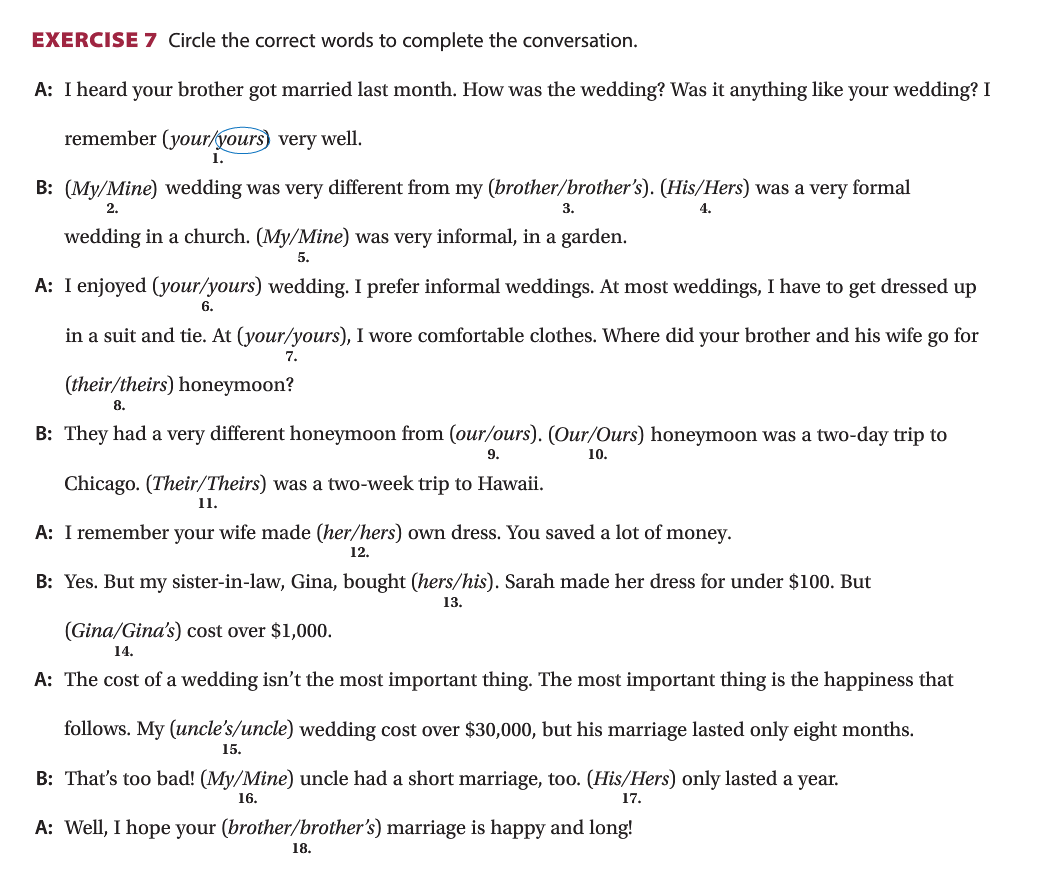 EXERCISE 7 Circle the correct words to complete the conversation.
A: I heard your brother got married last month. How was the wedding? Was it anything like your wedding? I
remember (your/yours) very well.
1.
B: (My/Mine) wedding was very different from my (brother/brother's). (His/Hers) was a very formal
2. 3. 4.
wedding in a church. (My/Mine) was very informal, in a garden.
5.
A: I enjoyed (your/yours) wedding. I prefer informal weddings. At most weddings, I have to get dressed up
6.
in a suit and tie. At (your/yours), I wore comfortable clothes. Where did your brother and his wife go for
7.
(their/theirs) honeymoon?
8.
B: They had a very different honeymoon from (our/ours). (Our/Ours) honeymoon was a two-day trip to
9. 10.
Chicago. (Their/Theirs) was a two-week trip to Hawaii.
11.
A: I remember your wife made (her/hers) own dress. You saved a lot of money.
12.
B: Yes. But my sister-in-law, Gina, bought (hers/his). Sarah made her dress for under $100. But
13.
(Gina/Gina's) cost over $1,000.
14.
A: The cost of a wedding isn't the most important thing. The most important thing is the happiness that
follows. My (uncle's/uncle) wedding cost over $30,000, but his marriage lasted only eight months.
15.
B: That's too bad! (My/Mine) uncle had a short marriage, too. (His/Hers) only lasted a year.
16. 17.
A: Well, I hope your (brother/brother's) marriage is happy and long!
18.